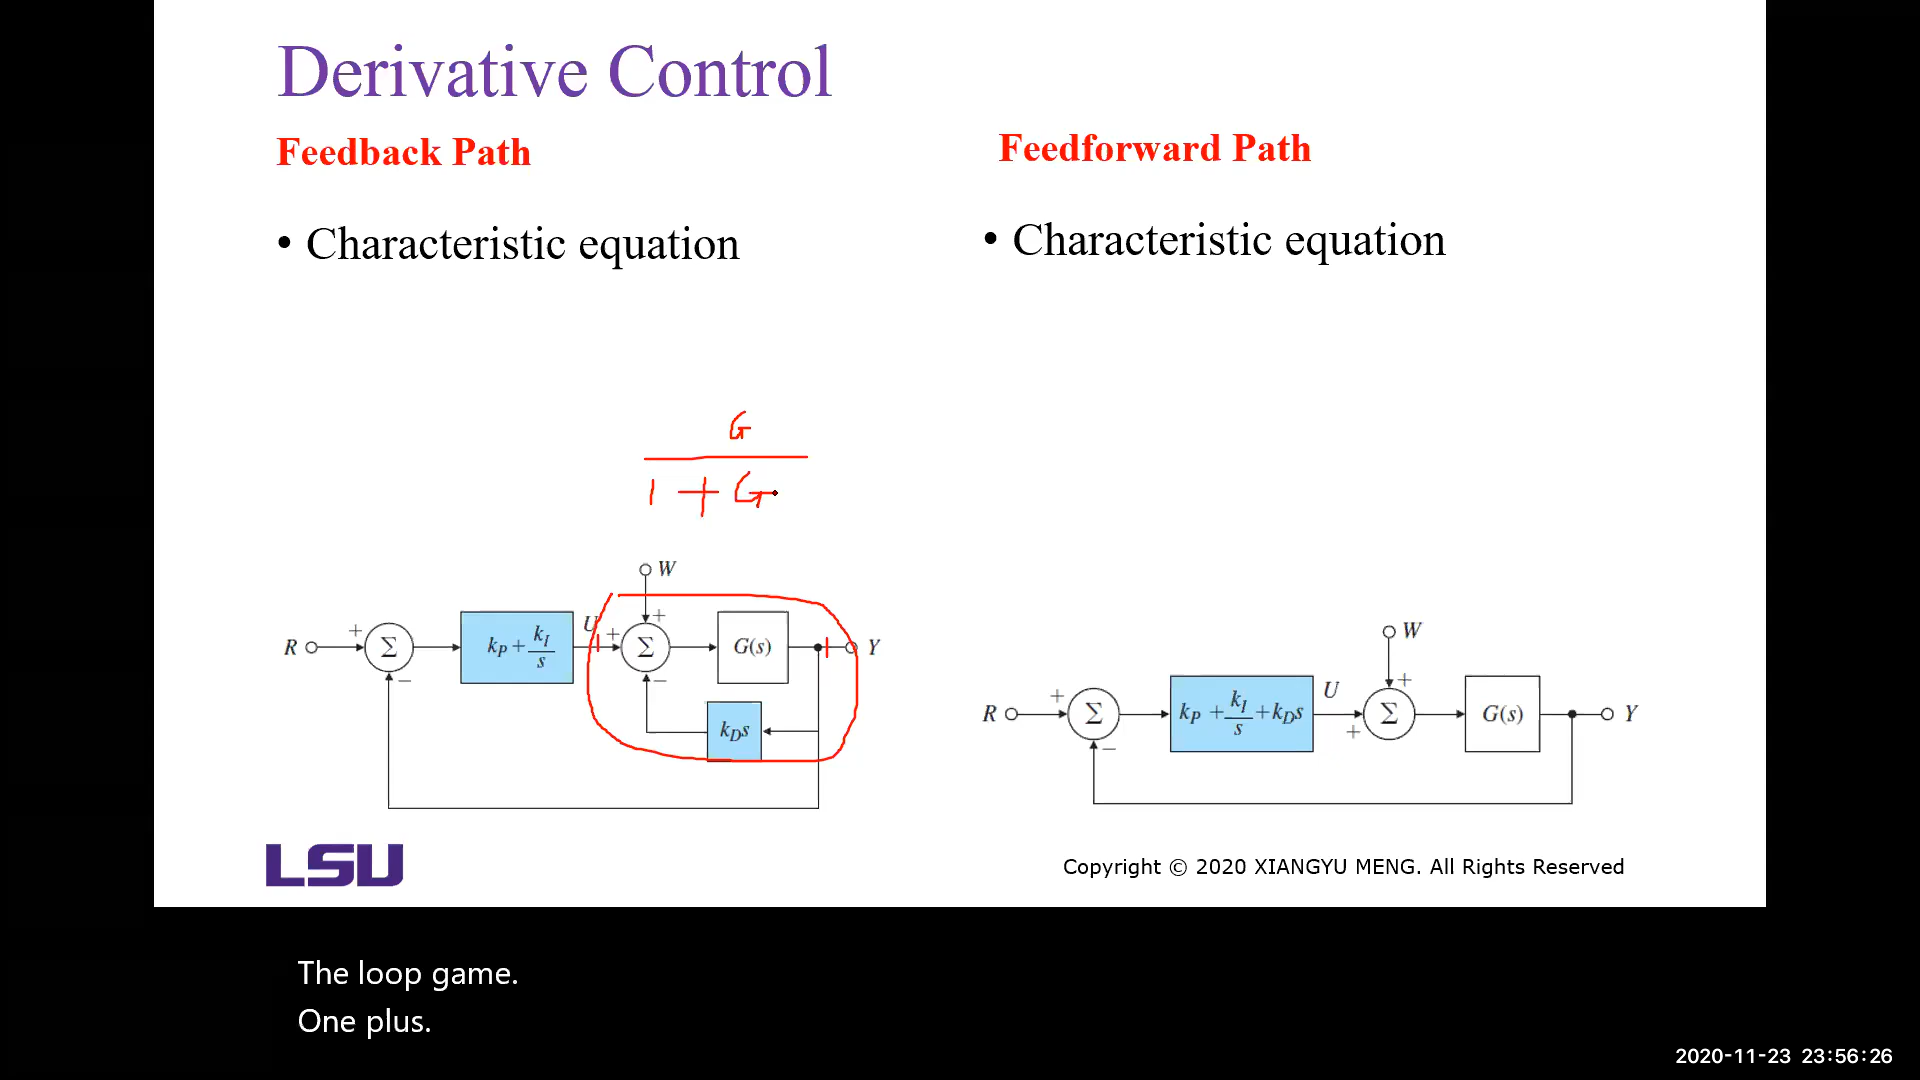 Derivative Control
Feedback Path
• Characteristic equation
G
1 + G
W
R + Σ − kP + kI/s U + + Σ − G(s) Y
kDs
Feedforward Path
• Characteristic equation
W
R + Σ − kP + kI/s + kDs U + + Σ G(s) Y
LSU
Copyright © 2020 XIANGYU MENG. All Rights Reserved
The loop game.
One plus.
2020-11-23 23:56:26